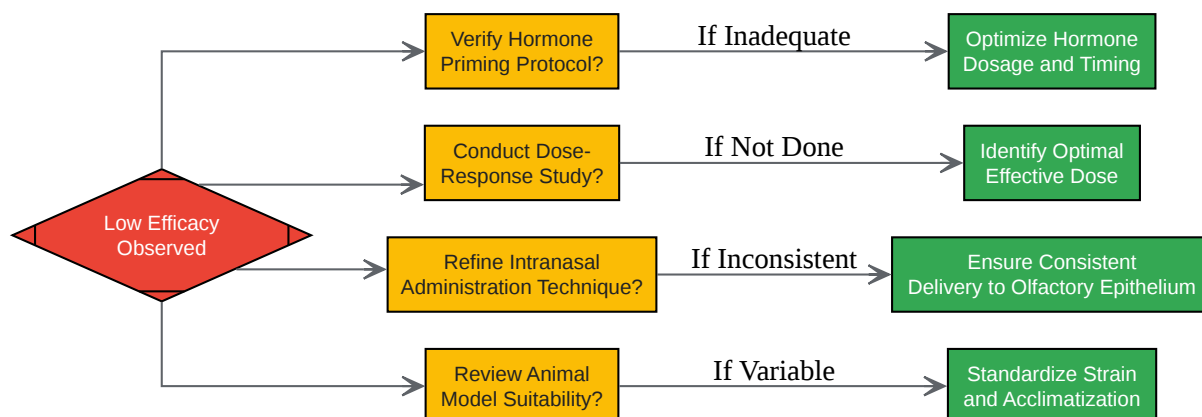 Verify Hormone
Priming Protocol?
If Inadequate
Optimize Hormone
Dosage and Timing
Conduct Dose-
Response Study?
If Not Done
Identify Optimal
Effective Dose
Low Efficacy
Observed
Refine Intranasal
Administration Technique?
If Inconsistent
Ensure Consistent
Delivery to Olfactory Epithelium
Review Animal
Model Suitability?
If Variable
Standardize Strain
and Acclimatization